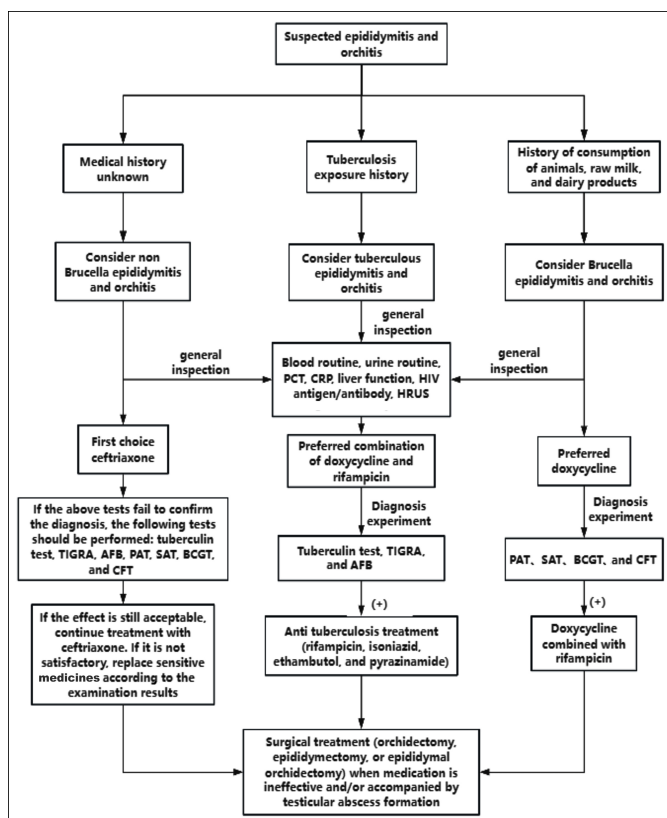 Suspected epididymitis and
orchitis
Medical history
unknown
Tuberculosis
exposure history
History of consumption
of animals, raw milk,
and dairy products
Consider non
Brucella epididymitis
and orchitis
Consider tuberculous
epididymitis and
orchitis
Consider Brucella
epididymitis and orchitis
general
inspection
general
inspection
general
inspection
Blood routine, urine routine,
PCT, CRP, liver function, HIV
antigen/antibody, HRUS
First choice
ceftriaxone
Preferred combination
of doxycycline and
rifampicin
Preferred
doxycycline
If the above tests fail to confirm
the diagnosis, the following tests
should be performed: tuberculin
test, TIGRA, AFB, PAT, SAT, BCGT,
and CFT
Diagnosis
experiment
Diagnosis
experiment
Tuberculin test, TIGRA,
and AFB
PAT、SAT、BCGT, and CFT
(+)
(+)
If the effect is still acceptable,
continue treatment with
ceftriaxone. If it is not
satisfactory, replace sensitive
medicines according to the
examination results
Anti tuberculosis treatment
(rifampicin, isoniazid,
ethambutol, and pyrazinamide)
Doxycycline
combined with
rifampicin
Surgical treatment (orchidectomy,
epididymectomy, or epididymal
orchidectomy) when medication is
ineffective and/or accompanied by
testicular abscess formation